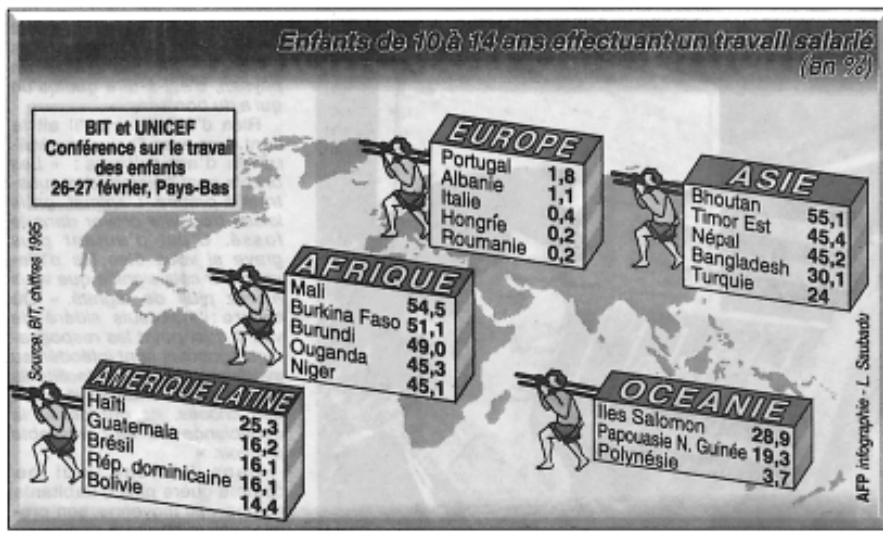 Enfants de 10 à 14 ans effectuant un travail salarié
(en %)
BIT et UNICEF
Conférence sur le travail
des enfants
26-27 février, Pays-Bas
Source: BIT, chiffres 1995
EUROPE
Portugal 1,8
Albanie 1,1
Italie 0,4
Hongrie 0,2
Roumanie 0,2
ASIE
Bhoutan 55,1
Timor Est 45,4
Népal 45,2
Bangladesh 30,1
Turquie 24
AFRIQUE
Mali 54,5
Burkina Faso 51,1
Burundi 49,0
Ouganda 45,3
Niger 45,1
AMERIQUE LATINE
Haïti 25,3
Guatemala 16,2
Brésil 16,1
Rép. dominicaine 16,1
Bolivie 14,4
OCEANIE
Iles Salomon 28,9
Papouasie N. Guinée 19,3
Polynésie 3,7
AFP infographie - L. Saubadu